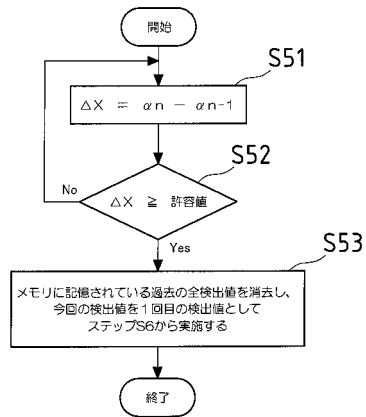 開始
S51
△X = αn − αn-1
S52
No
△X ≧ 許容値
Yes
S53
メモリに記憶されている過去の全検出値を消去し、
今回の検出値を１回目の検出値として
ステップS6から実施する
終了